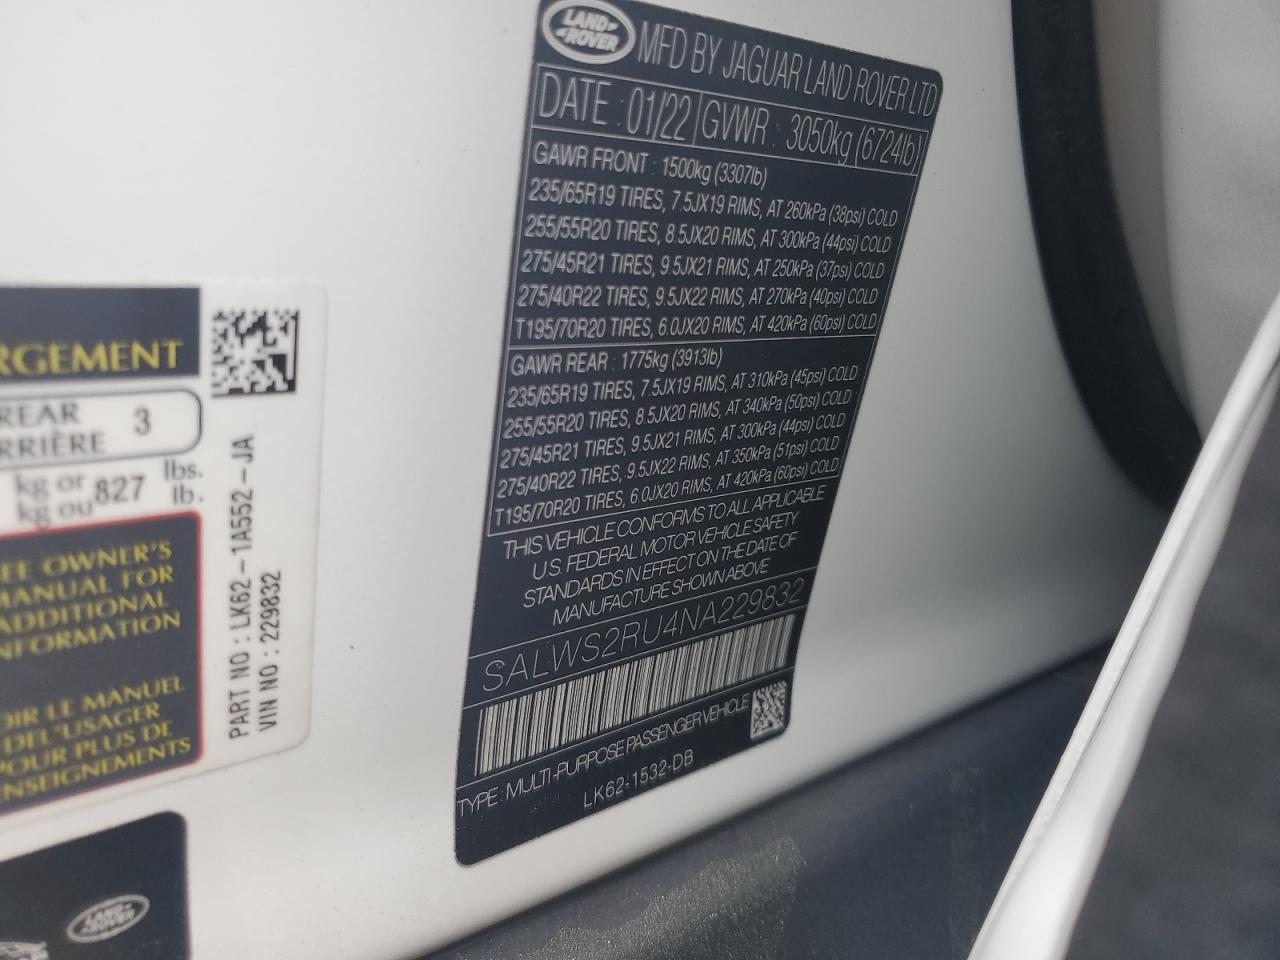 LAND ROVER
MFD BY JAGUAR LAND ROVER LTD
DATE : 01/22 GVWR : 3050kg (6724lb)
GAWR FRONT : 1500kg (3307lb)
235/65R19 TIRES, 7.5JX19 RIMS, AT 260kPa (38psi) COLD
255/55R20 TIRES, 8.5JX20 RIMS, AT 300kPa (44psi) COLD
275/45R21 TIRES, 9.5JX21 RIMS, AT 250kPa (37psi) COLD
275/40R22 TIRES, 9.5JX22 RIMS, AT 270kPa (40psi) COLD
T195/70R20 TIRES, 6.0JX20 RIMS, AT 420kPa (60psi) COLD
GAWR REAR : 1775kg (3913lb)
235/65R19 TIRES, 7.5JX19 RIMS, AT 310kPa (45psi) COLD
255/55R20 TIRES, 8.5JX20 RIMS, AT 340kPa (50psi) COLD
275/45R21 TIRES, 9.5JX21 RIMS, AT 300kPa (44psi) COLD
275/40R22 TIRES, 9.5JX22 RIMS, AT 350kPa (51psi) COLD
T195/70R20 TIRES, 6.0JX20 RIMS, AT 420kPa (60psi) COLD
THIS VEHICLE CONFORMS TO ALL APPLICABLE
U.S. FEDERAL MOTOR VEHICLE SAFETY
STANDARDS IN EFFECT ON THE DATE OF
MANUFACTURE SHOWN ABOVE
SALWS2RU4NA229832
TYPE : MULTI-PURPOSE PASSENGER VEHICLE
LK62-1532-DB
RGEMENT
REAR 3
RRIÈRE
kg or 827 lbs.
kg ou lb.
EE OWNER'S
MANUAL FOR
ADDITIONAL
NFORMATION
OIR LE MANUEL
DEL'USAGER
POUR PLUS DE
ENSEIGNEMENTS
PART NO : LK62-1A552-JA
VIN NO : 229832
LAND ROVER